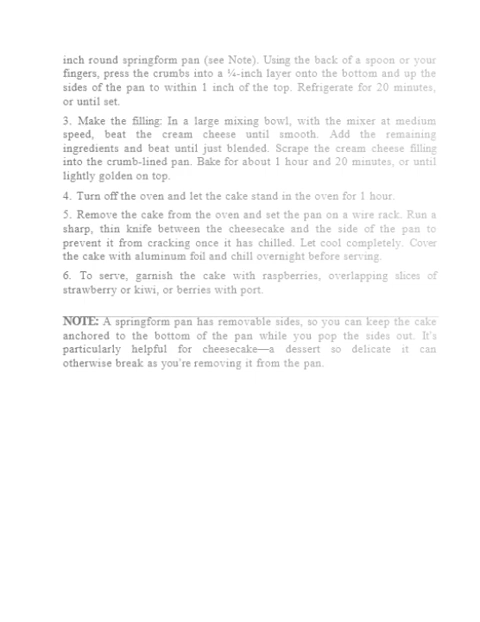 inch round springform pan (see Note). Using the back of a spoon or your
fingers, press the crumbs into a ¼-inch layer onto the bottom and up the
sides of the pan to within 1 inch of the top. Refrigerate for 20 minutes,
or until set.
3. Make the filling: In a large mixing bowl, with the mixer at medium
speed, beat the cream cheese until smooth. Add the remaining
ingredients and beat until just blended. Scrape the cream cheese filling
into the crumb-lined pan. Bake for about 1 hour and 20 minutes, or until
lightly golden on top.
4. Turn off the oven and let the cake stand in the oven for 1 hour.
5. Remove the cake from the oven and set the pan on a wire rack. Run a
sharp, thin knife between the cheesecake and the side of the pan to
prevent it from cracking once it has chilled. Let cool completely. Cover
the cake with aluminum foil and chill overnight before serving.
6. To serve, garnish the cake with raspberries, overlapping slices of
strawberry or kiwi, or berries with port.
NOTE: A springform pan has removable sides, so you can keep the cake
anchored to the bottom of the pan while you pop the sides out. It's
particularly helpful for cheesecake—a dessert so delicate it can
otherwise break as you're removing it from the pan.